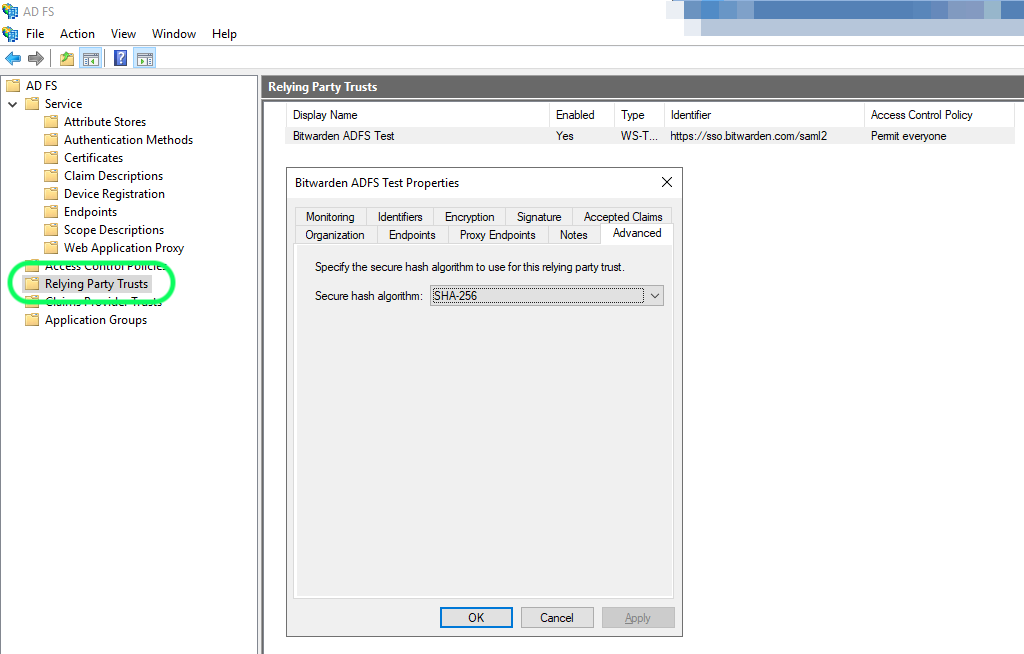 AD FS
File Action View Window Help
AD FS
Service
Attribute Stores
Authentication Methods
Certificates
Claim Descriptions
Device Registration
Endpoints
Scope Descriptions
Web Application Proxy
Access Control Policies
Relying Party Trusts
Claims Provider Trusts
Application Groups
Relying Party Trusts
Display Name Enabled Type Identifier Access Control Policy
Bitwarden ADFS Test Yes WS-T... https://sso.bitwarden.com/saml2 Permit everyone
Bitwarden ADFS Test Properties
Monitoring Identifiers Encryption Signature Accepted Claims
Organization Endpoints Proxy Endpoints Notes Advanced
Specify the secure hash algorithm to use for this relying party trust.
Secure hash algorithm: SHA-256
OK Cancel Apply